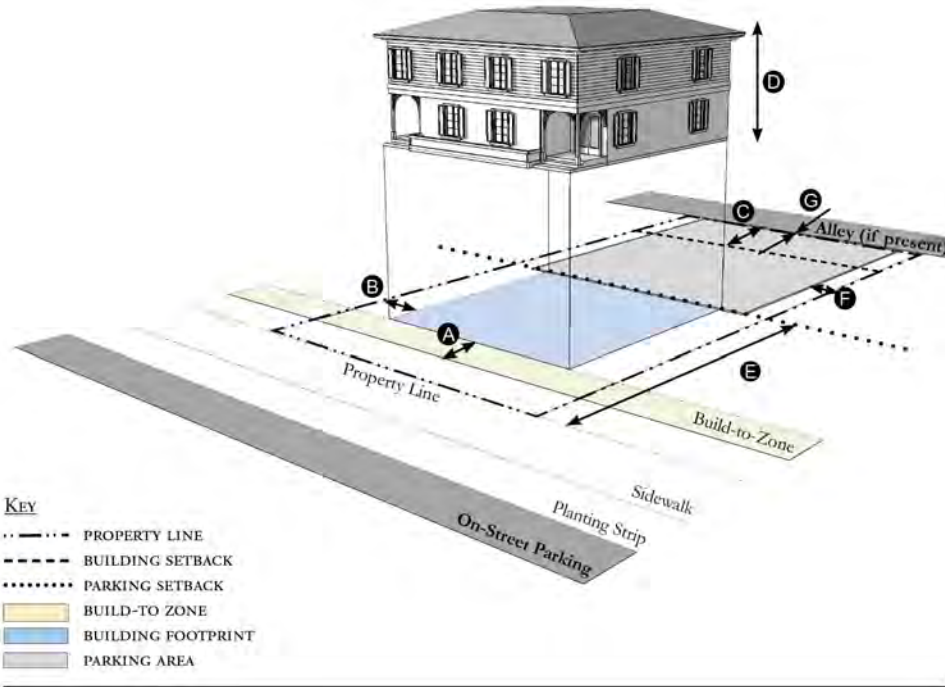 D
G
C
Alley (if present)
B
F
A
E
Property Line
Build-to-Zone
Sidewalk
Planting Strip
On-Street Parking
KEY
PROPERTY LINE
BUILDING SETBACK
PARKING SETBACK
BUILD-TO ZONE
BUILDING FOOTPRINT
PARKING AREA